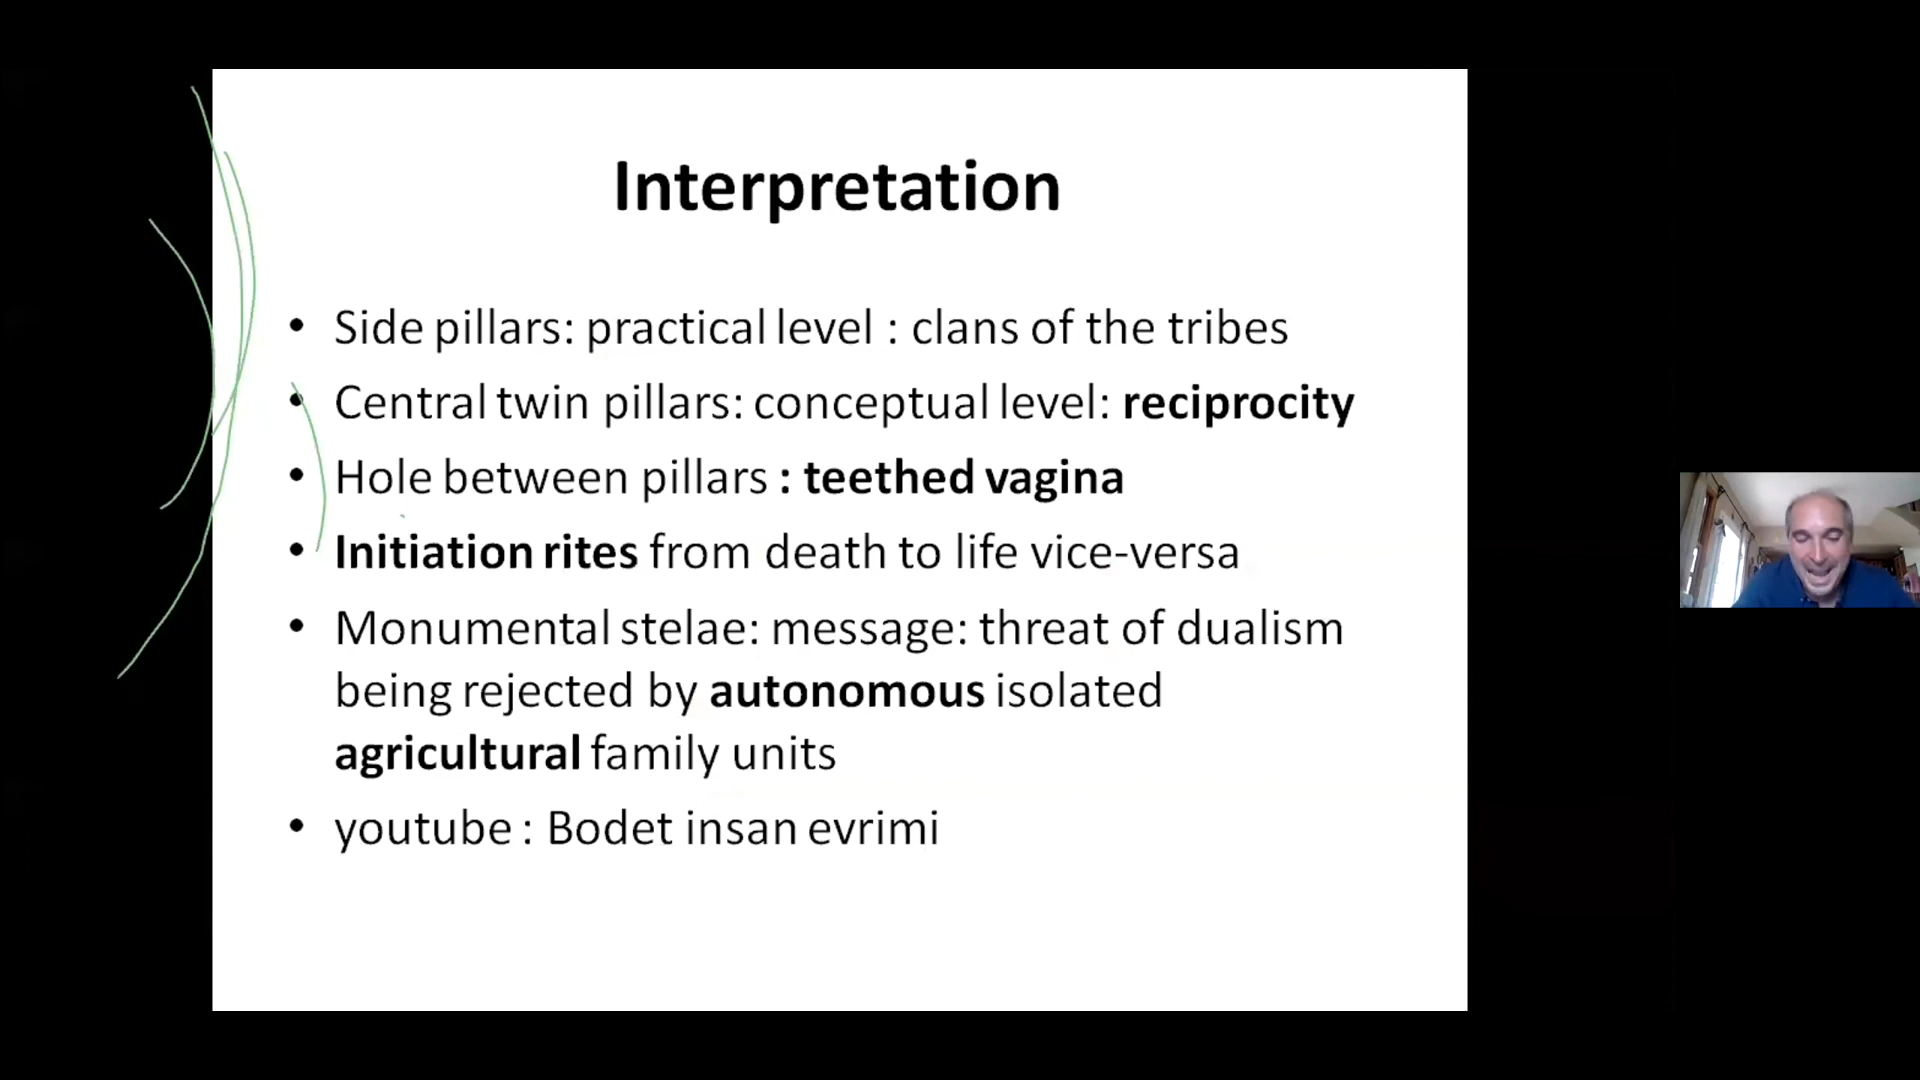 Interpretation
• Side pillars: practical level : clans of the tribes
• Central twin pillars: conceptual level: reciprocity
• Hole between pillars : teethed vagina
• Initiation rites from death to life vice-versa
• Monumental stelae: message: threat of dualism
being rejected by autonomous isolated
agricultural family units
• youtube : Bodet insan evrimi